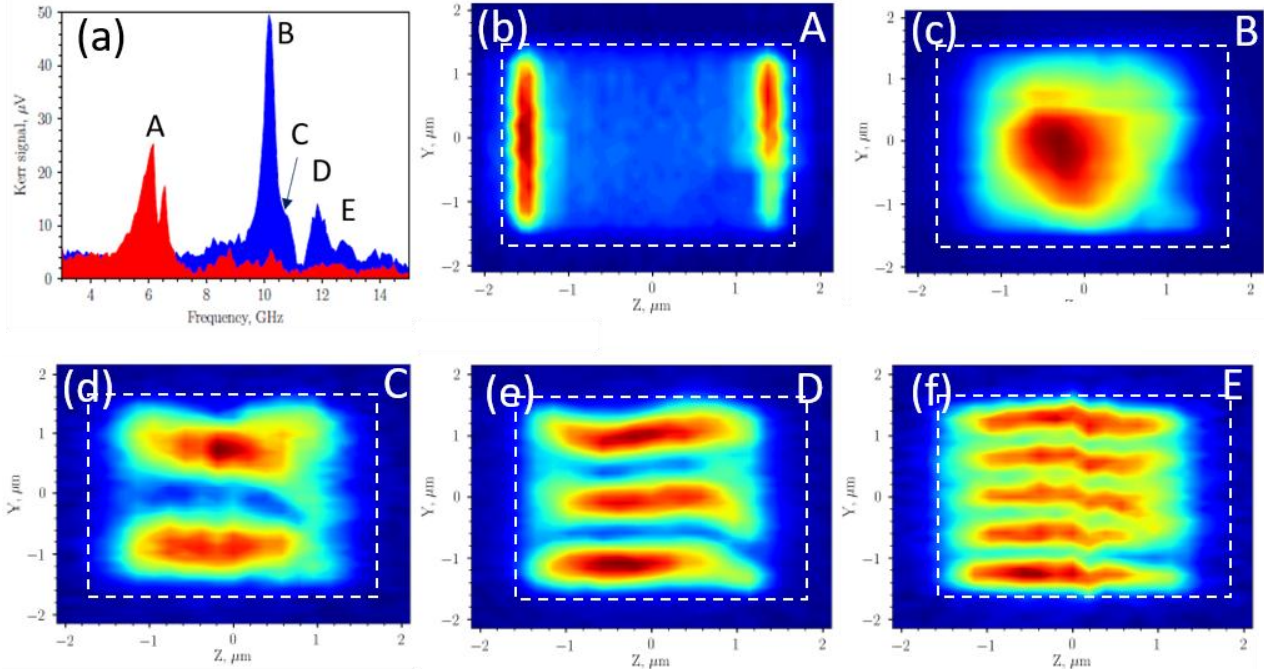 (a)
Kerr signal, μV
50
40
30
20
10
0
A
B
C
D
E
4 6 8 10 12 14
Frequency, GHz
(b)
A
Y, μm
2
1
0
−1
−2
−2 −1 0 1 2
Z, μm
(c)
B
Y, μm
2
1
0
−1
−2
−2 −1 0 1 2
(d)
C
Y, μm
2
1
0
−1
−2
−2 −1 0 1 2
Z, μm
(e)
D
Y, μm
2
1
0
−1
−2
−2 −1 0 1 2
Z, μm
(f)
E
Y, μm
2
1
0
−1
−2
−2 −1 0 1 2
Z, μm